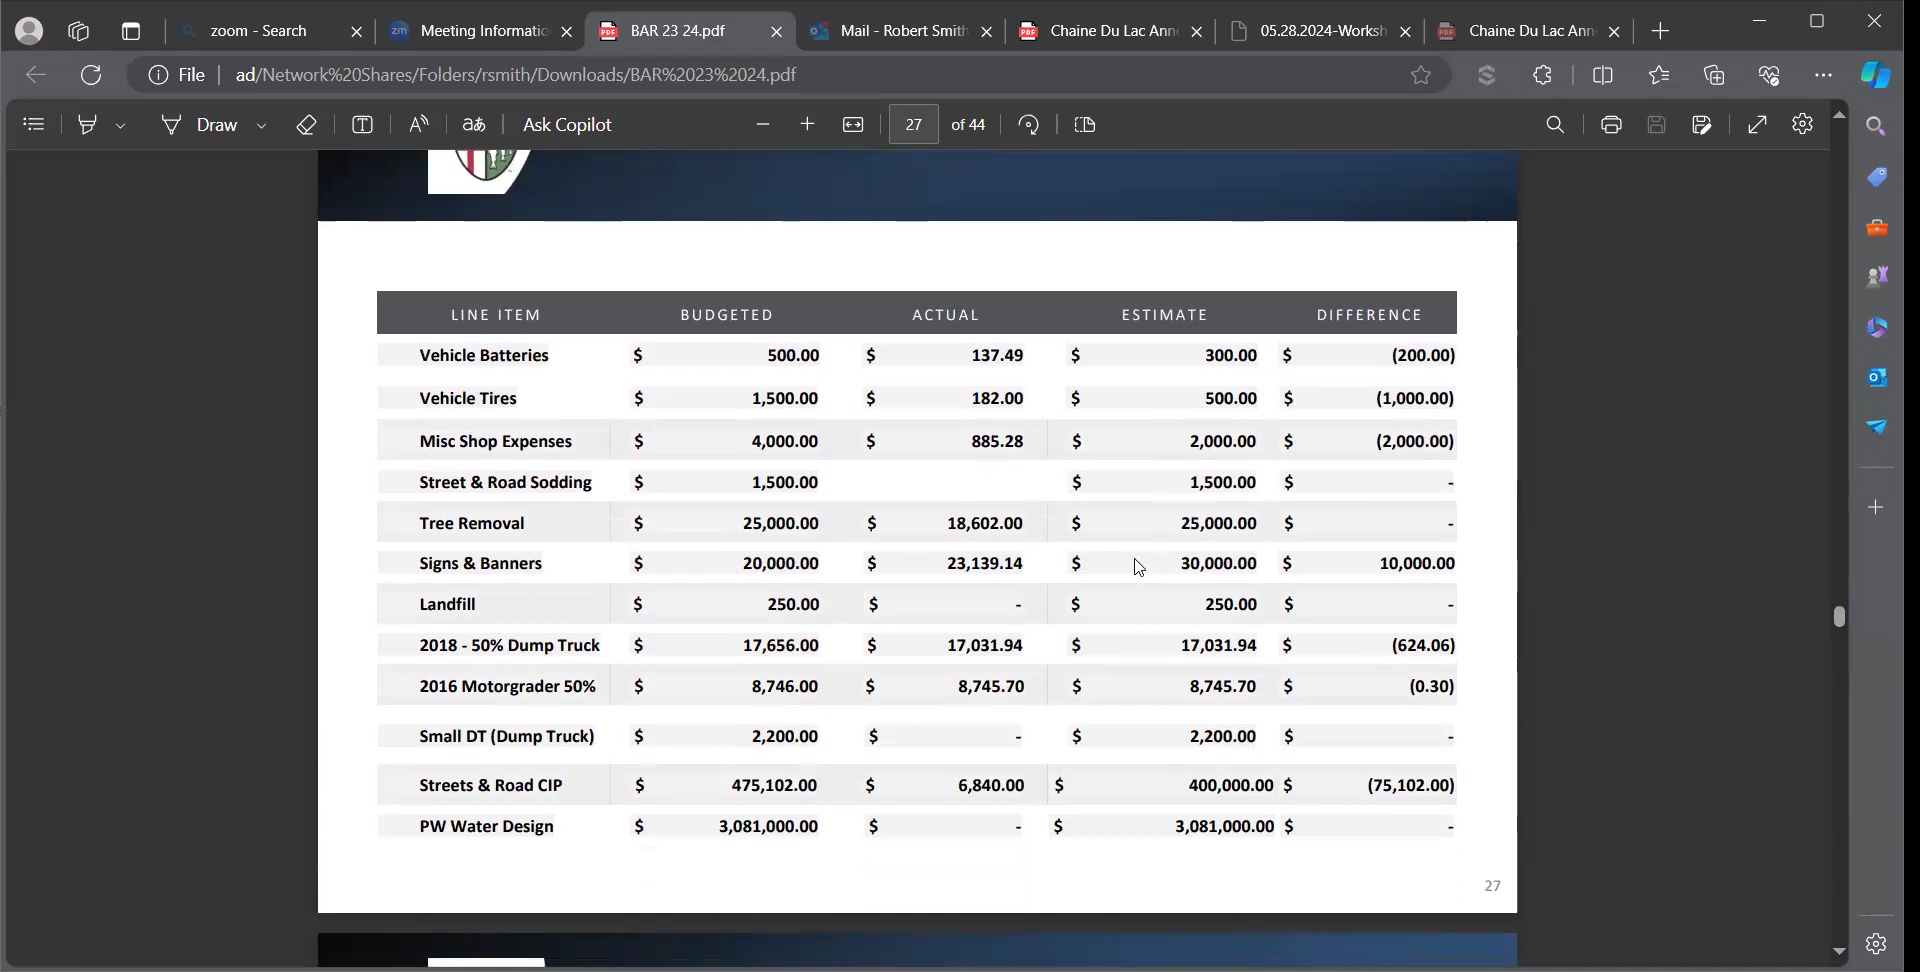 zoom - Search
Meeting Informatio
BAR 23 24.pdf
Mail - Robert Smith
Chaine Du Lac Ann
05.28.2024-Worksh
Chaine Du Lac Ann
File
ad/Network%20Shares/Folders/rsmith/Downloads/BAR%2023%2024.pdf
Draw
Ask Copilot
27 of 44
LINE ITEM BUDGETED ACTUAL ESTIMATE DIFFERENCE
Vehicle Batteries $ 500.00 $ 137.49 $ 300.00 $ (200.00)
Vehicle Tires $ 1,500.00 $ 182.00 $ 500.00 $ (1,000.00)
Misc Shop Expenses $ 4,000.00 $ 885.28 $ 2,000.00 $ (2,000.00)
Street & Road Sodding $ 1,500.00 $ 1,500.00 $ -
Tree Removal $ 25,000.00 $ 18,602.00 $ 25,000.00 $ -
Signs & Banners $ 20,000.00 $ 23,139.14 $ 30,000.00 $ 10,000.00
Landfill $ 250.00 $ - $ 250.00 $ -
2018 - 50% Dump Truck $ 17,656.00 $ 17,031.94 $ 17,031.94 $ (624.06)
2016 Motorgrader 50% $ 8,746.00 $ 8,745.70 $ 8,745.70 $ (0.30)
Small DT (Dump Truck) $ 2,200.00 $ - $ 2,200.00 $ -
Streets & Road CIP $ 475,102.00 $ 6,840.00 $ 400,000.00 $ (75,102.00)
PW Water Design $ 3,081,000.00 $ - $ 3,081,000.00 $ -
27